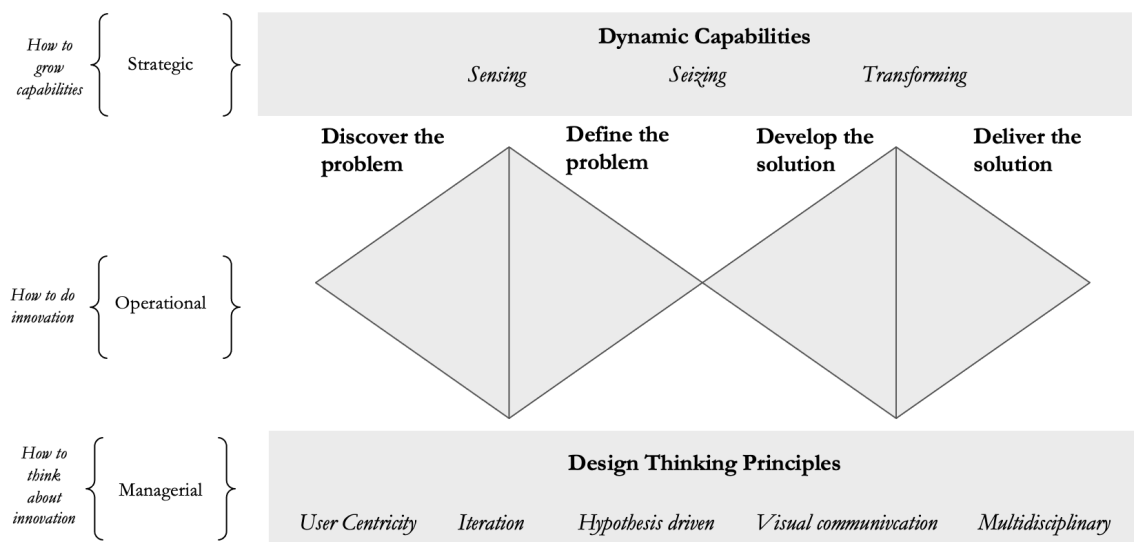 How to
grow
capabilities
Strategic
Dynamic Capabilities
Sensing Seizing Transforming
Discover the
problem
Define the
problem
Develop the
solution
Deliver the
solution
How to do
innovation
Operational
How to
think
about
innovation
Managerial
Design Thinking Principles
User Centricity Iteration Hypothesis driven Visual communivcation Multidisciplinary